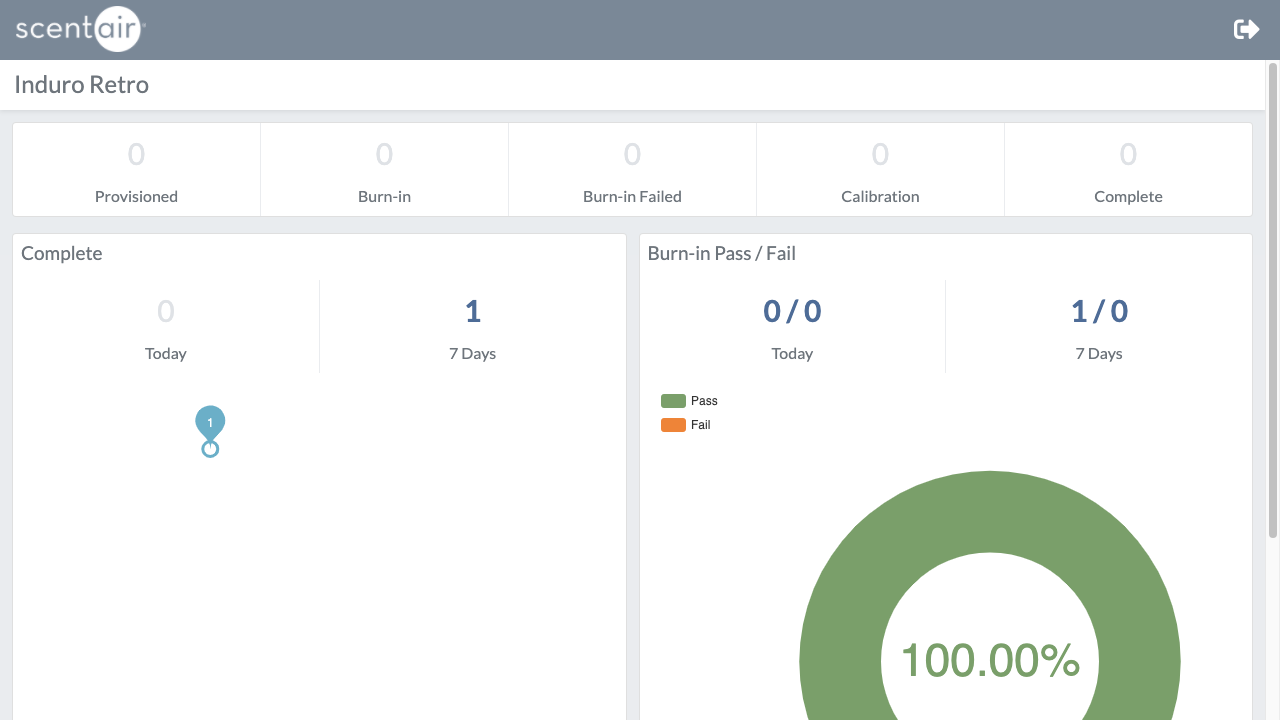 scentair
Induro Retro
0
Provisioned
0
Burn-in
0
Burn-in Failed
0
Calibration
0
Complete
Complete
0
Today
1
7 Days
1
Burn-in Pass / Fail
0 / 0
Today
1 / 0
7 Days
Pass
Fail
100.00%